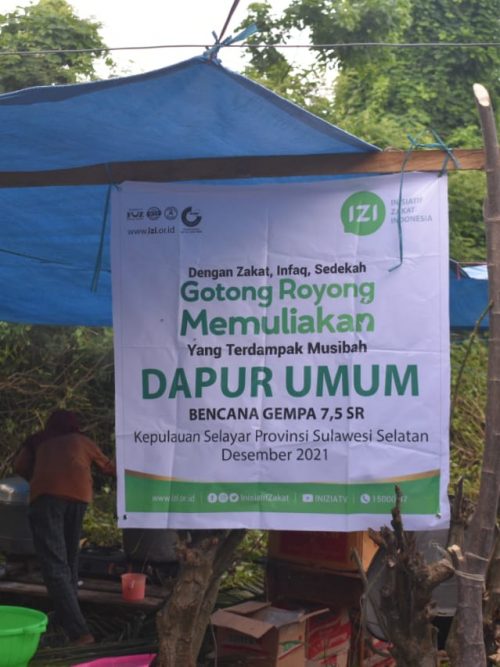 IZI
INISIATIF
ZAKAT
INDONESIA
www.izi.or.id
Dengan Zakat, Infaq, Sedekah
Gotong Royong
Memuliakan
Yang Terdampak Musibah
DAPUR UMUM
BENCANA GEMPA 7,5 SR
Kepulauan Selayar Provinsi Sulawesi Selatan
Desember 2021
www.izi.or.id InisiatifZakat INIZIATV